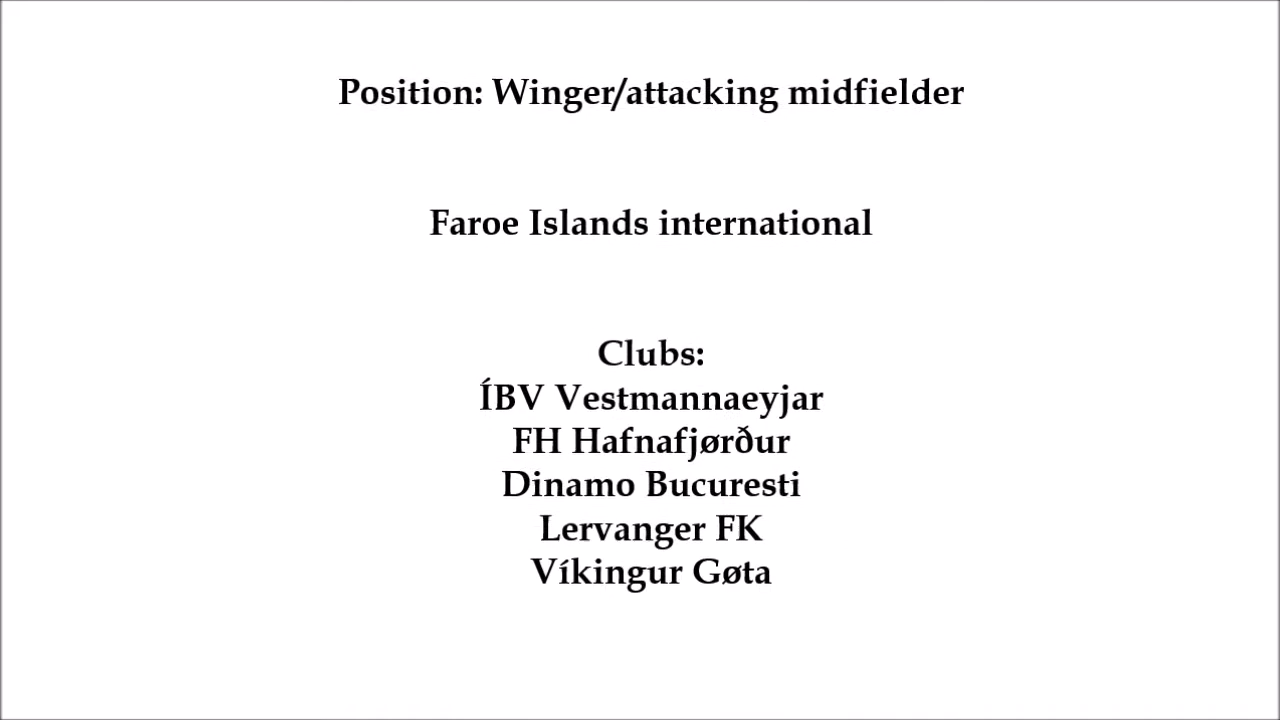 Position: Winger/attacking midfielder
Faroe Islands international
Clubs:
ÍBV Vestmannaeyjar
FH Hafnafjørður
Dinamo Bucuresti
Lervanger FK
Víkingur Gøta